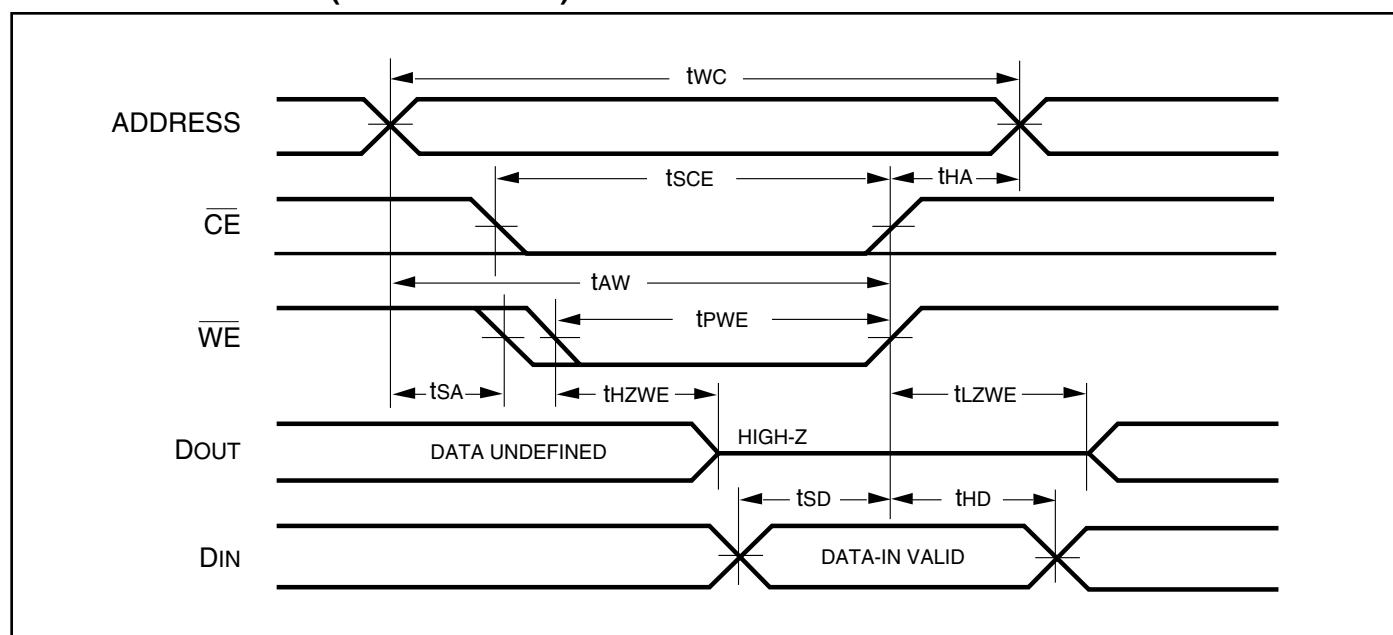 tWC
ADDRESS
tSCE
tHA
CE
tAW
WE
tPWE
tSA
tHZWE
tLZWE
DOUT
DATA UNDEFINED
HIGH-Z
tSD
tHD
DIN
DATA-IN VALID